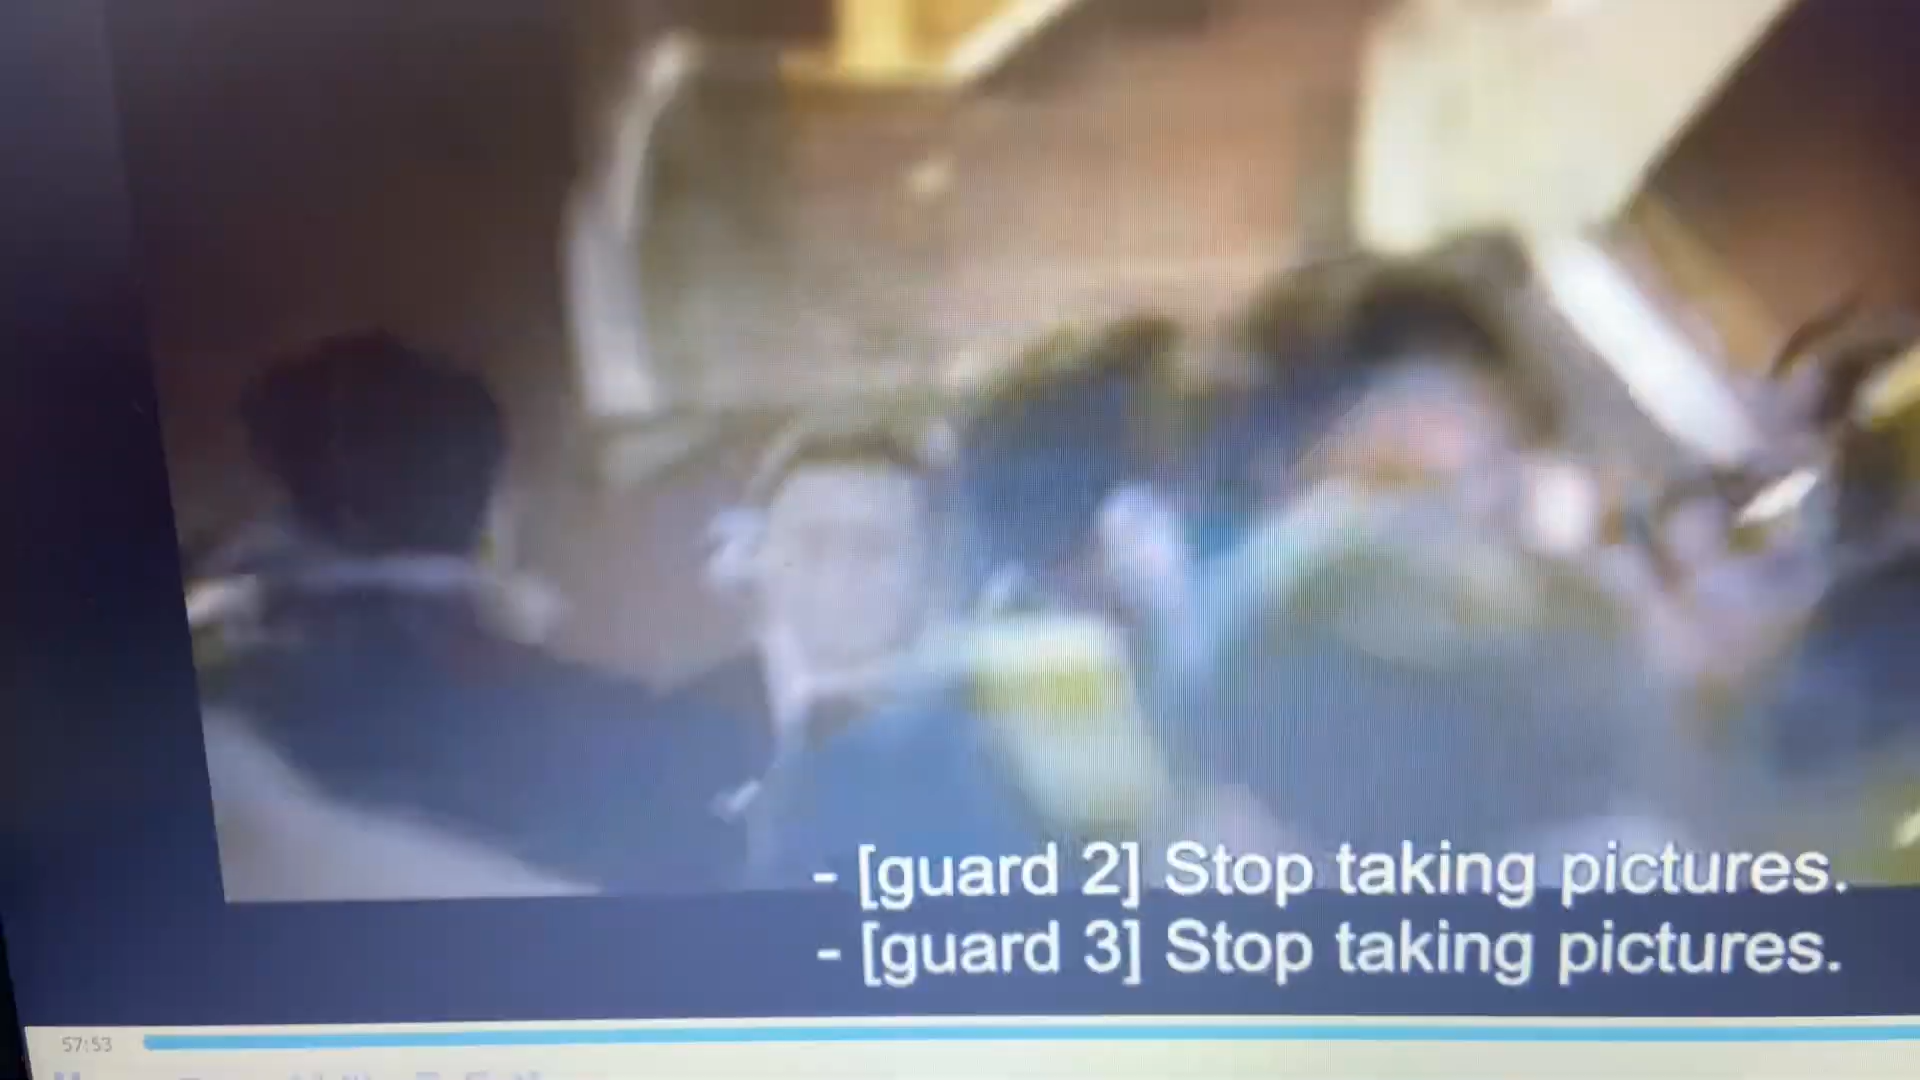 - [guard 2] Stop taking pictures.
- [guard 3] Stop taking pictures.
57:53